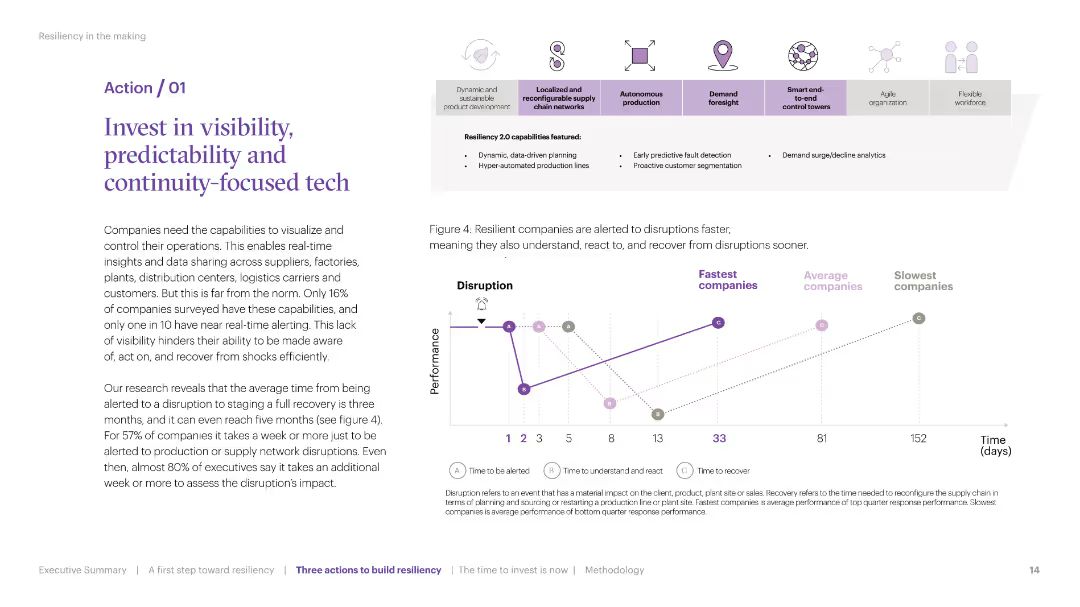 Resiliency in the making
Action / 01
Invest in visibility,
predictability and
continuity-focused tech
Companies need the capabilities to visualize and
control their operations. This enables real-time
insights and data sharing across suppliers, factories,
plants, distribution centers, logistics carriers and
customers. But this is far from the norm. Only 16%
of companies surveyed have these capabilities, and
only one in 10 have near real-time alerting. This lack
of visibility hinders their ability to be made aware
of, act on, and recover from shocks efficiently.
Our research reveals that the average time from being
alerted to a disruption to staging a full recovery is three
months, and it can even reach five months (see figure 4).
For 57% of companies it takes a week or more just to be
alerted to production or supply network disruptions. Even
then, almost 80% of executives say it takes an additional
week or more to assess the disruption's impact.
Dynamic and
sustainable
product development
Localized and
reconfigurable supply
chain networks
Autonomous
production
Demand
foresight
Smart end-
to-end
control towers
Agile
organization
Flexible
workforce
Resiliency 2.0 capabilities featured:
• Dynamic, data-driven planning
• Hyper-automated production lines
• Early predictive fault detection
• Proactive customer segmentation
• Demand surge/decline analytics
Figure 4. Resilient companies are alerted to disruptions faster,
meaning they also understand, react to, and recover from disruptions sooner.
Disruption
Fastest
companies
Average
companies
Slowest
companies
Performance
A A A C C C
B B B
1 2 3 5 8 13 33 81 152
Time
(days)
A Time to be alerted B Time to understand and react C Time to recover
Disruption refers to an event that has a material impact on the client, product, plant site or sales. Recovery refers to the time needed to reconfigure the supply chain in
terms of planning and sourcing or restarting a production line or plant site. Fastest companies is average performance of top quarter response performance. Slowest
companies is average performance of bottom quarter response performance.
Executive Summary | A first step toward resiliency | Three actions to build resiliency | The time to invest is now | Methodology
14